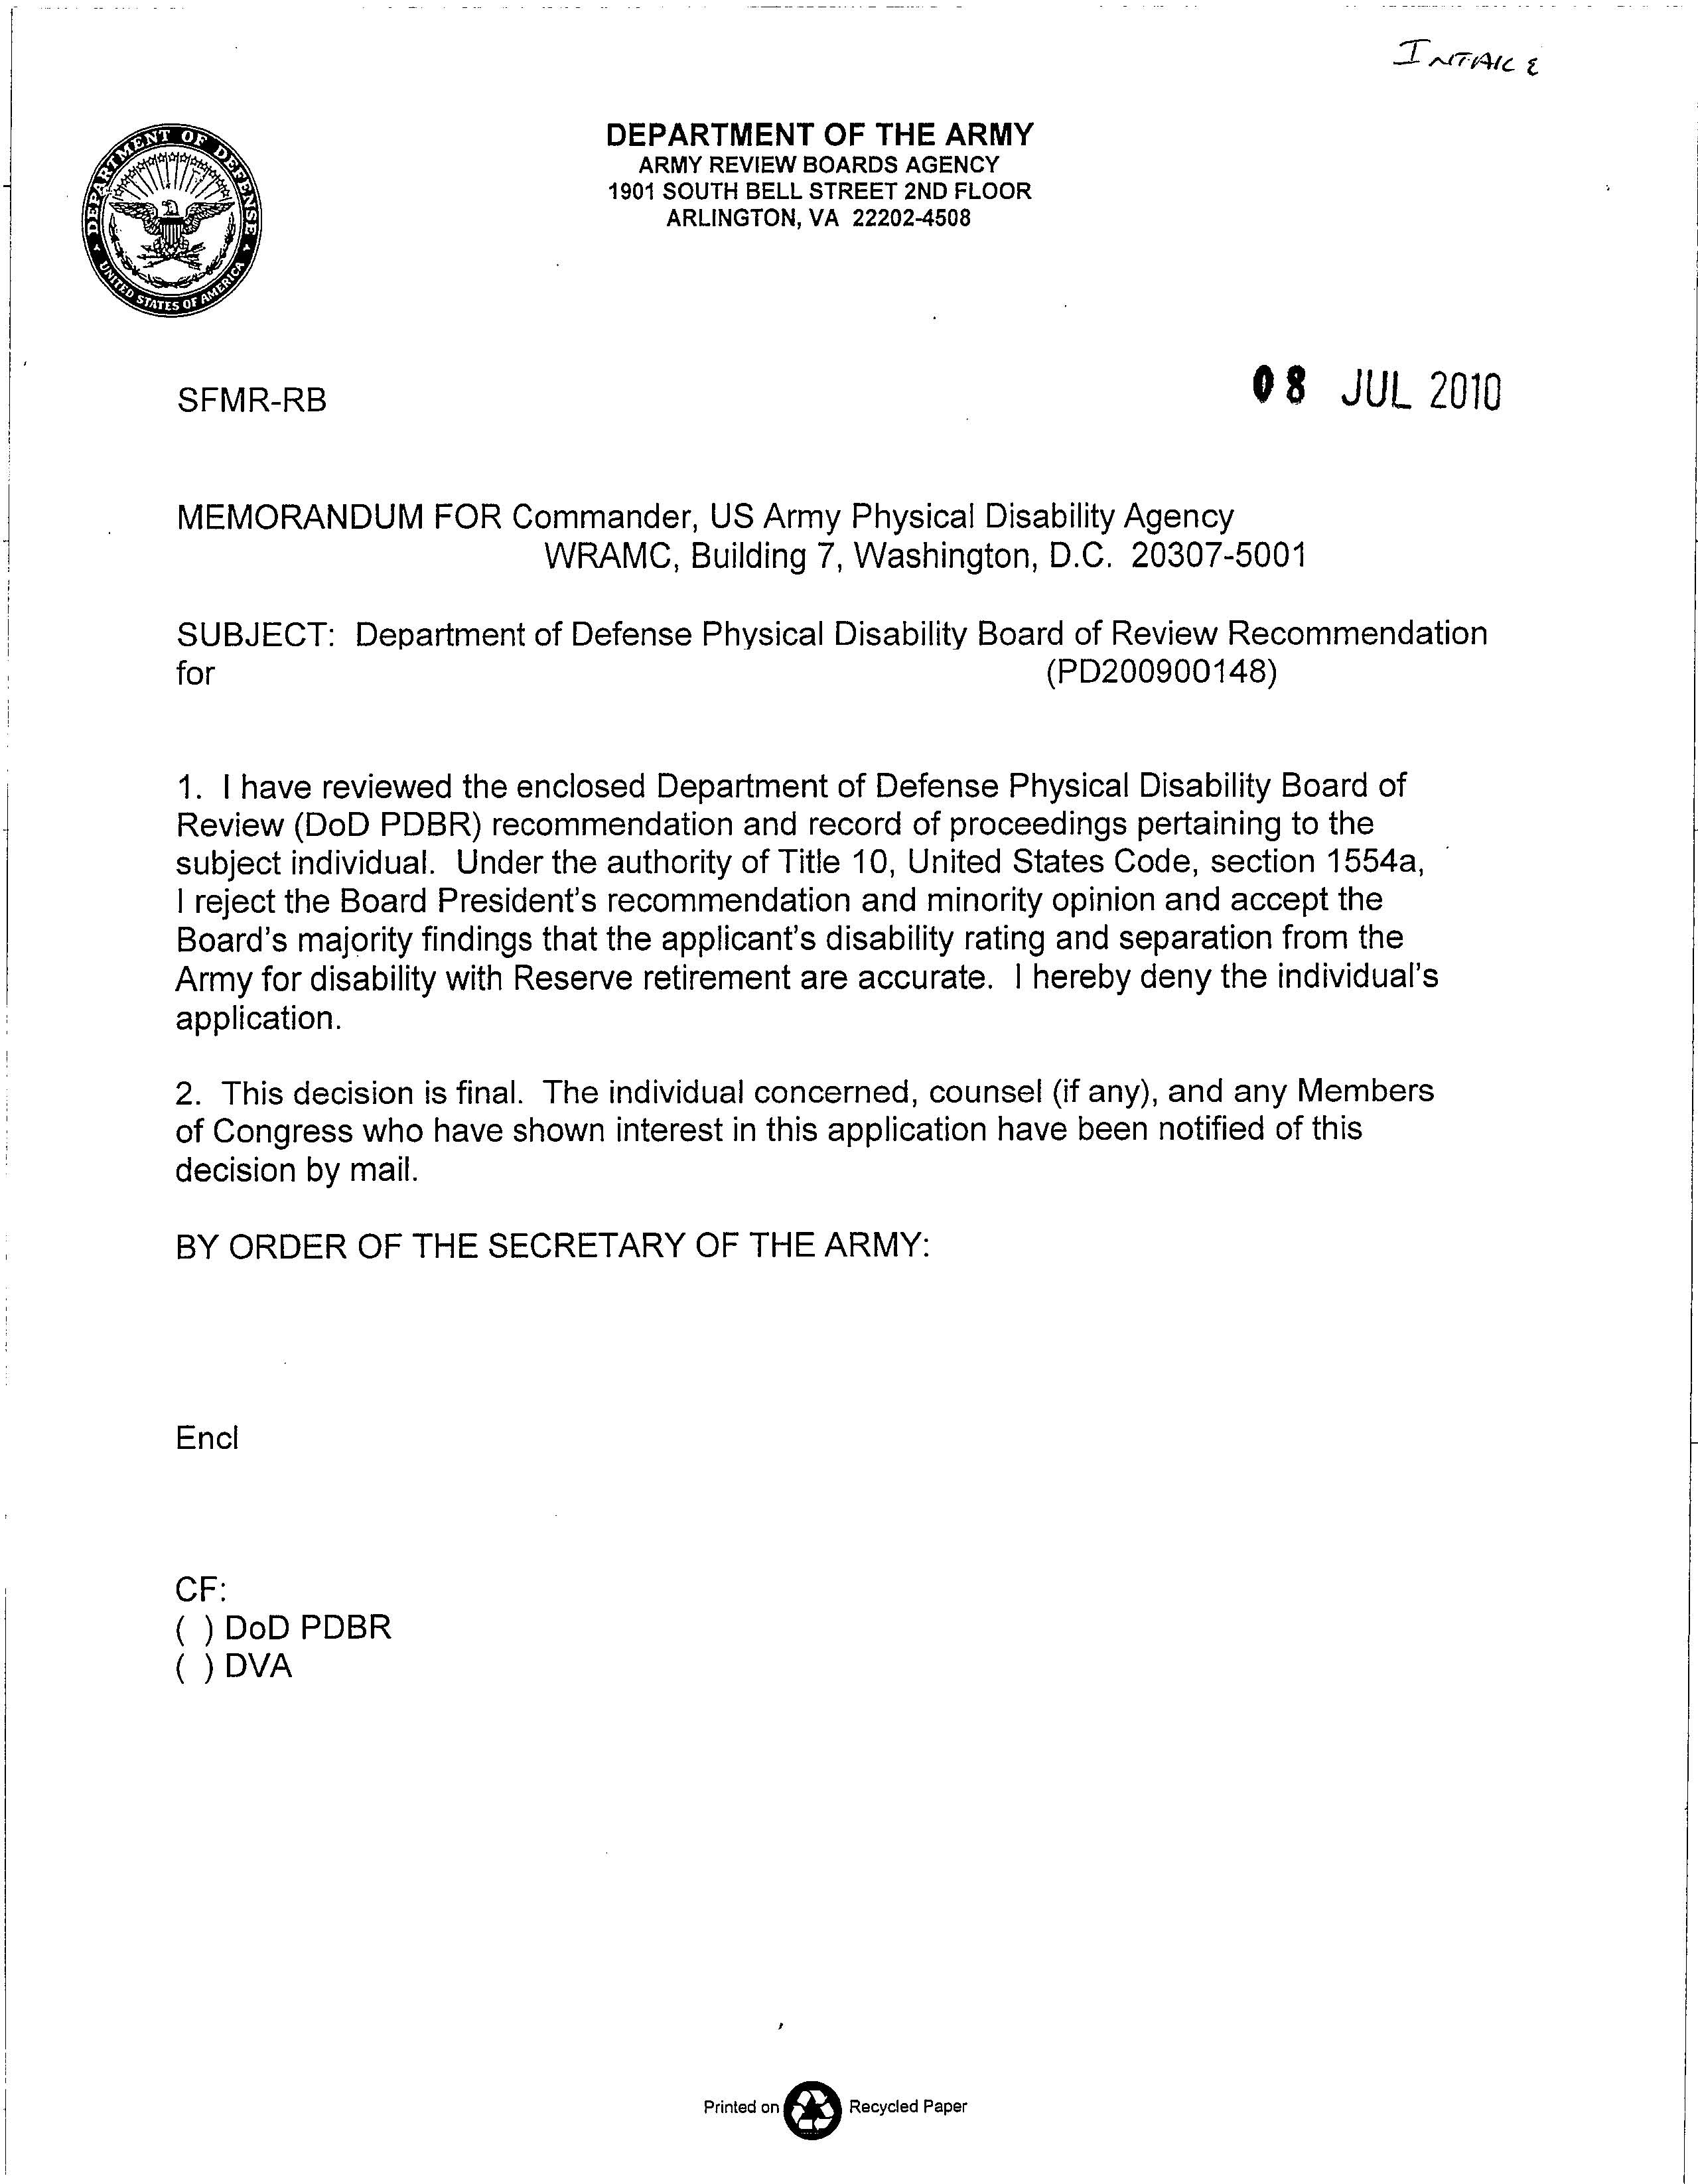 INTAKE
DEPARTMENT OF DEFENSE
UNITED STATES OF AMERICA
DEPARTMENT OF THE ARMY
ARMY REVIEW BOARDS AGENCY
1901 SOUTH BELL STREET 2ND FLOOR
ARLINGTON, VA 22202-4508
SFMR-RB
08 JUL 2010
MEMORANDUM FOR Commander, US Army Physical Disability Agency
WRAMC, Building 7, Washington, D.C. 20307-5001
SUBJECT: Department of Defense Physical Disability Board of Review Recommendation
for (PD200900148)
1. I have reviewed the enclosed Department of Defense Physical Disability Board of
Review (DoD PDBR) recommendation and record of proceedings pertaining to the
subject individual. Under the authority of Title 10, United States Code, section 1554a,
I reject the Board President's recommendation and minority opinion and accept the
Board's majority findings that the applicant's disability rating and separation from the
Army for disability with Reserve retirement are accurate. I hereby deny the individual's
application.
2. This decision is final. The individual concerned, counsel (if any), and any Members
of Congress who have shown interest in this application have been notified of this
decision by mail.
BY ORDER OF THE SECRETARY OF THE ARMY:
Encl
CF:
( ) DoD PDBR
( ) DVA
Printed on Recycled Paper